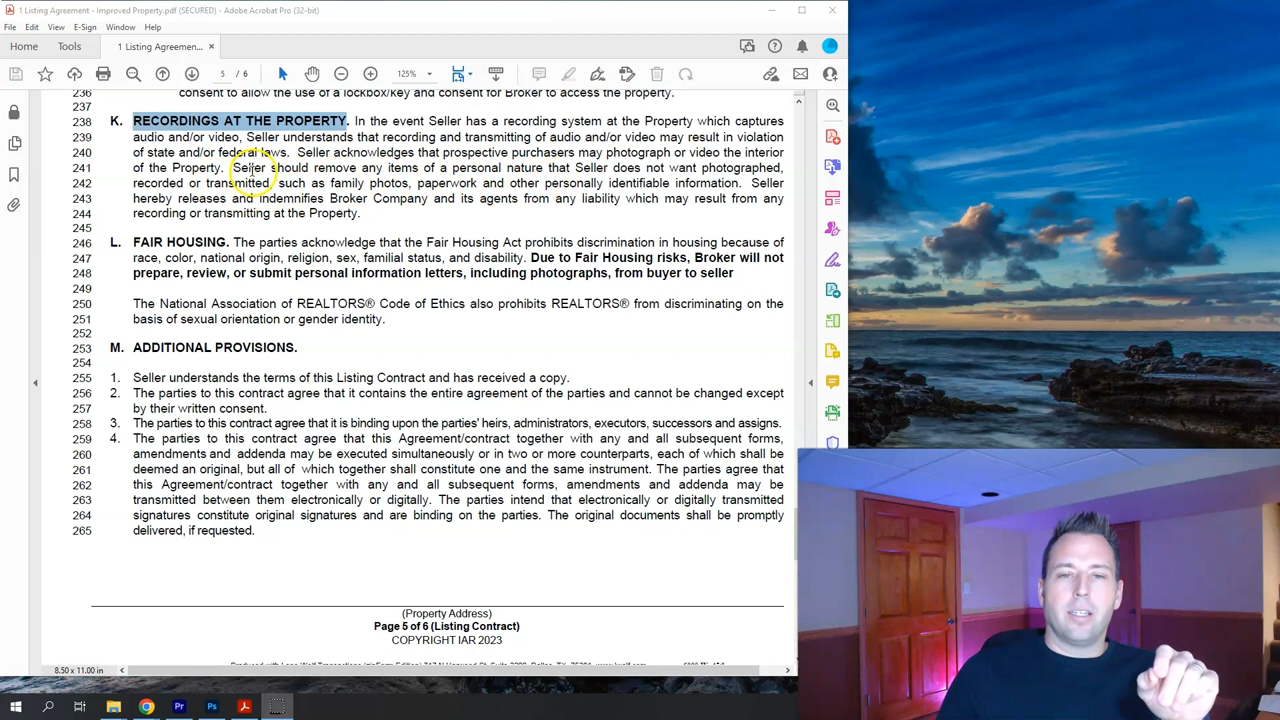 1 Listing Agreement - Improved Property.pdf (SECURED) - Adobe Acrobat Pro (32-bit)
File Edit View E-Sign Window Help
Home Tools 1 Listing Agreemen... ×
5 / 6 125%
236 consent to allow the use of a lockbox/key and consent for Broker to access the property.
237
238 K. RECORDINGS AT THE PROPERTY. In the event Seller has a recording system at the Property which captures
239 audio and/or video, Seller understands that recording and transmitting of audio and/or video may result in violation
240 of state and/or federal laws. Seller acknowledges that prospective purchasers may photograph or video the interior
241 of the Property. Seller should remove any items of a personal nature that Seller does not want photographed,
242 recorded or transmitted such as family photos, paperwork and other personally identifiable information. Seller
243 hereby releases and indemnifies Broker Company and its agents from any liability which may result from any
244 recording or transmitting at the Property.
245
246 L. FAIR HOUSING. The parties acknowledge that the Fair Housing Act prohibits discrimination in housing because of
247 race, color, national origin, religion, sex, familial status, and disability. Due to Fair Housing risks, Broker will not
248 prepare, review, or submit personal information letters, including photographs, from buyer to seller
249
250 The National Association of REALTORS® Code of Ethics also prohibits REALTORS® from discriminating on the
251 basis of sexual orientation or gender identity.
252
253 M. ADDITIONAL PROVISIONS.
254
255 1. Seller understands the terms of this Listing Contract and has received a copy.
256 2. The parties to this contract agree that it contains the entire agreement of the parties and cannot be changed except
257 by their written consent.
258 3. The parties to this contract agree that it is binding upon the parties' heirs, administrators, executors, successors and assigns.
259 4. The parties to this contract agree that this Agreement/contract together with any and all subsequent forms,
260 amendments and addenda may be executed simultaneously or in two or more counterparts, each of which shall be
261 deemed an original, but all of which together shall constitute one and the same instrument. The parties agree that
262 this Agreement/contract together with any and all subsequent forms, amendments and addenda may be
263 transmitted between them electronically or digitally. The parties intend that electronically or digitally transmitted
264 signatures constitute original signatures and are binding on the parties. The original documents shall be promptly
265 delivered, if requested.
(Property Address)
Page 5 of 6 (Listing Contract)
COPYRIGHT IAR 2023
8.50 x 11.00 in